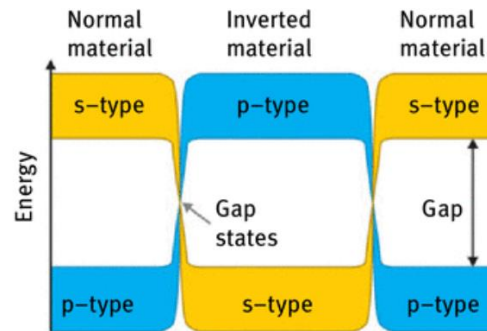 Normal
material
Inverted
material
Normal
material
s–type
p–type
s–type
Energy
Gap
states
Gap
p–type
s–type
p–type